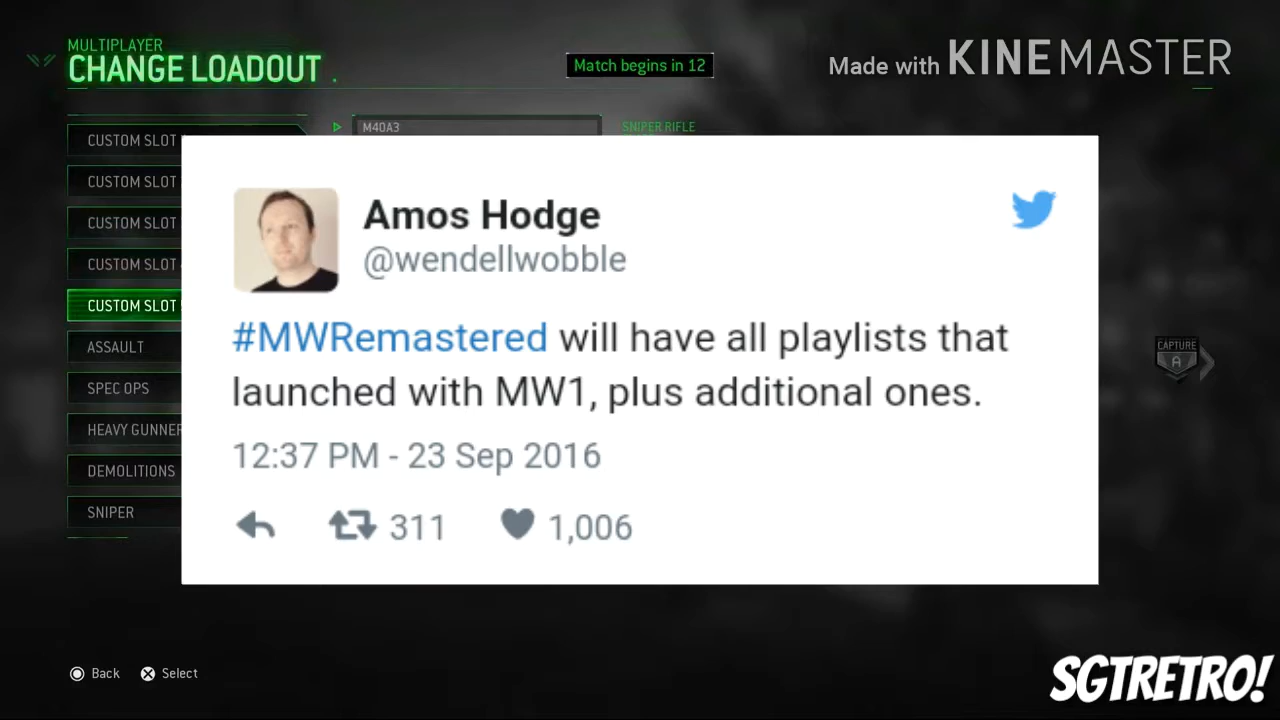 MULTIPLAYER
CHANGE LOADOUT .
Match begins in 12
Made with KINEMASTER
CUSTOM SLOT
M40A3
SNIPER RIFLE
CUSTOM SLOT
CUSTOM SLOT
CUSTOM SLOT
CUSTOM SLOT
ASSAULT
SPEC OPS
HEAVY GUNNER
DEMOLITIONS
SNIPER
Amos Hodge
@wendellwobble
#MWRemastered will have all playlists that
launched with MW1, plus additional ones.
12:37 PM - 23 Sep 2016
311
1,006
CAPTURE
A
Back
Select
SGTRETRO!